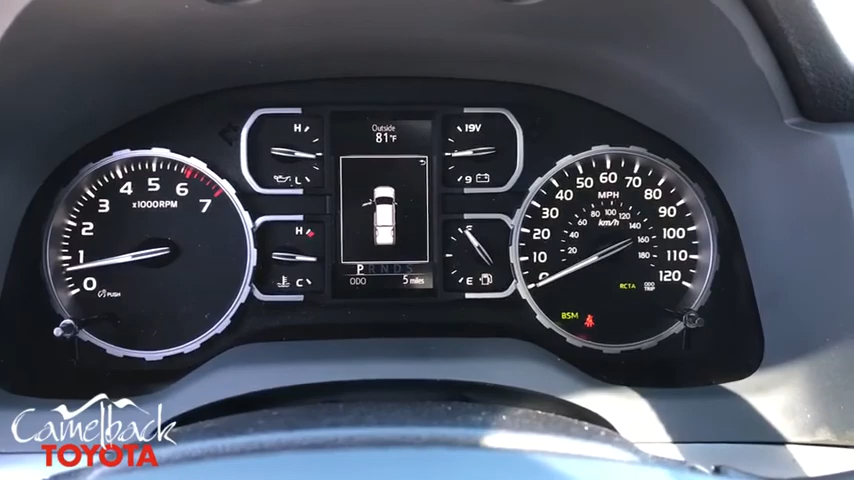 Outside
81°F
H
L
19V
9
H
C
F
E
P R N D S
ODO 5 miles
0
1
2
3
4
5
6
7
x1000RPM
PUSH
0
10
20
30
40
50
60
70
80
90
100
110
120
MPH
20
40
60
80
100
120
140
160
180
km/h
RCTA
ODO
TRIP
BSM
Camelback
TOYOTA